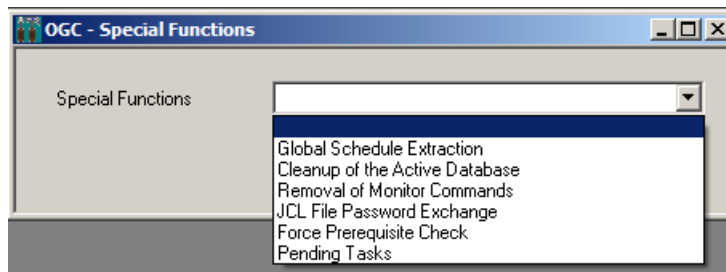 OGC - Special Functions
Special Functions
Global Schedule Extraction
Cleanup of the Active Database
Removal of Monitor Commands
JCL File Password Exchange
Force Prerequisite Check
Pending Tasks